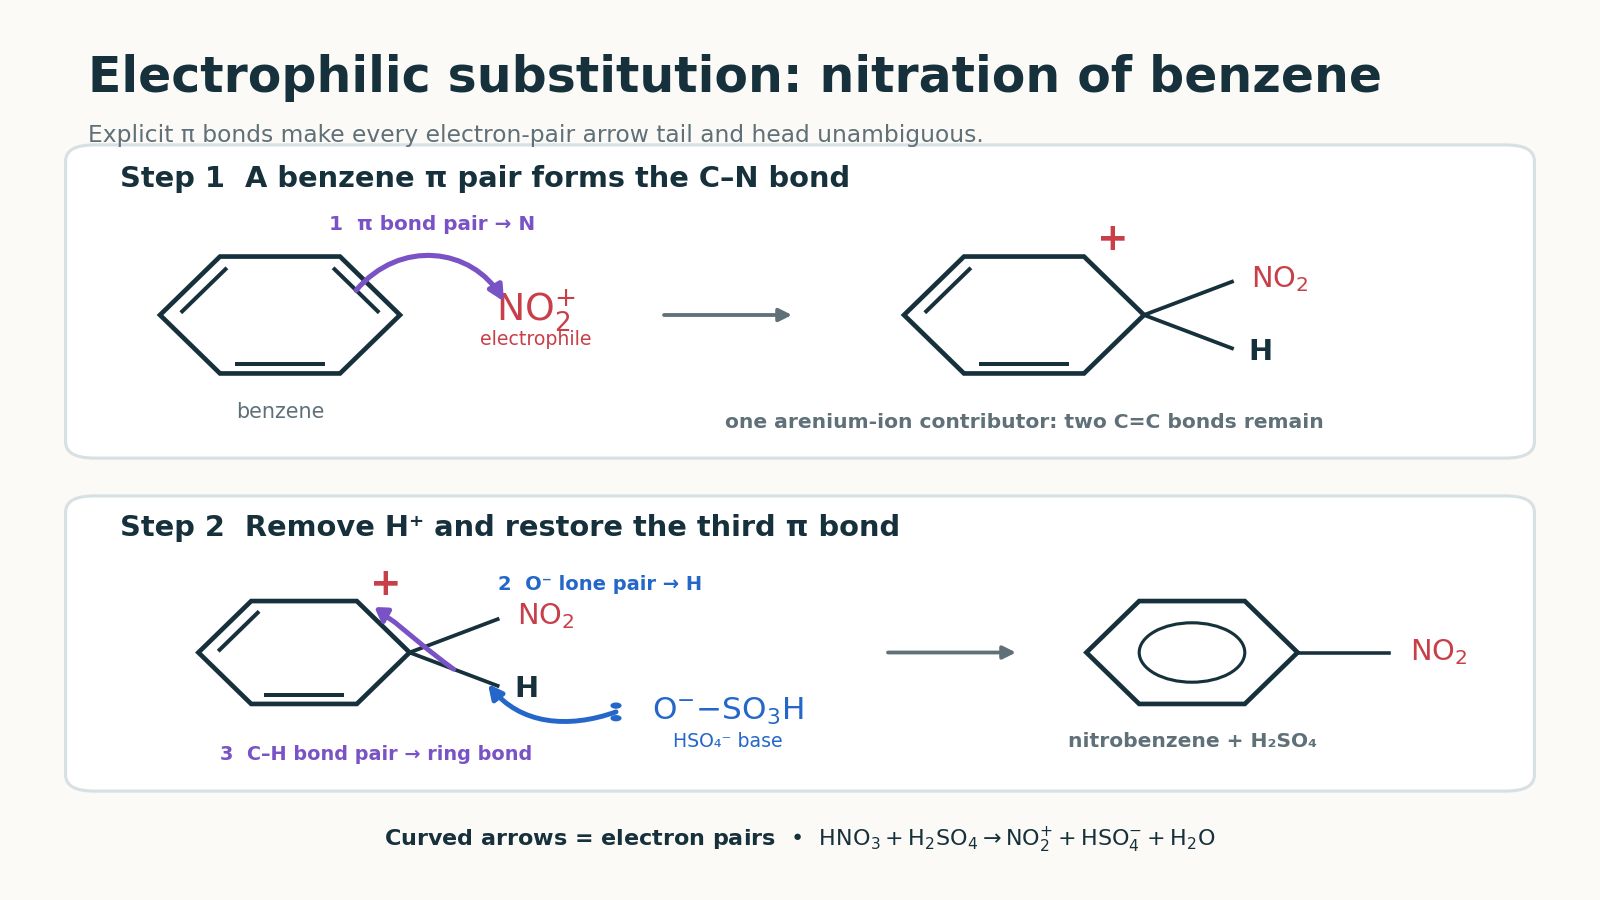 Electrophilic substitution: nitration of benzene
Explicit π bonds make every electron-pair arrow tail and head unambiguous.
Step 1  A benzene π pair forms the C–N bond
1  π bond pair → N
NO₂⁺
electrophile
benzene
+
NO₂
H
one arenium-ion contributor: two C=C bonds remain
Step 2  Remove H⁺ and restore the third π bond
+
2  O⁻ lone pair → H
NO₂
H
O⁻−SO₃H
HSO₄⁻ base
3  C–H bond pair → ring bond
NO₂
nitrobenzene + H₂SO₄
Curved arrows = electron pairs  •  HNO₃ + H₂SO₄ → NO₂⁺ + HSO₄⁻ + H₂O